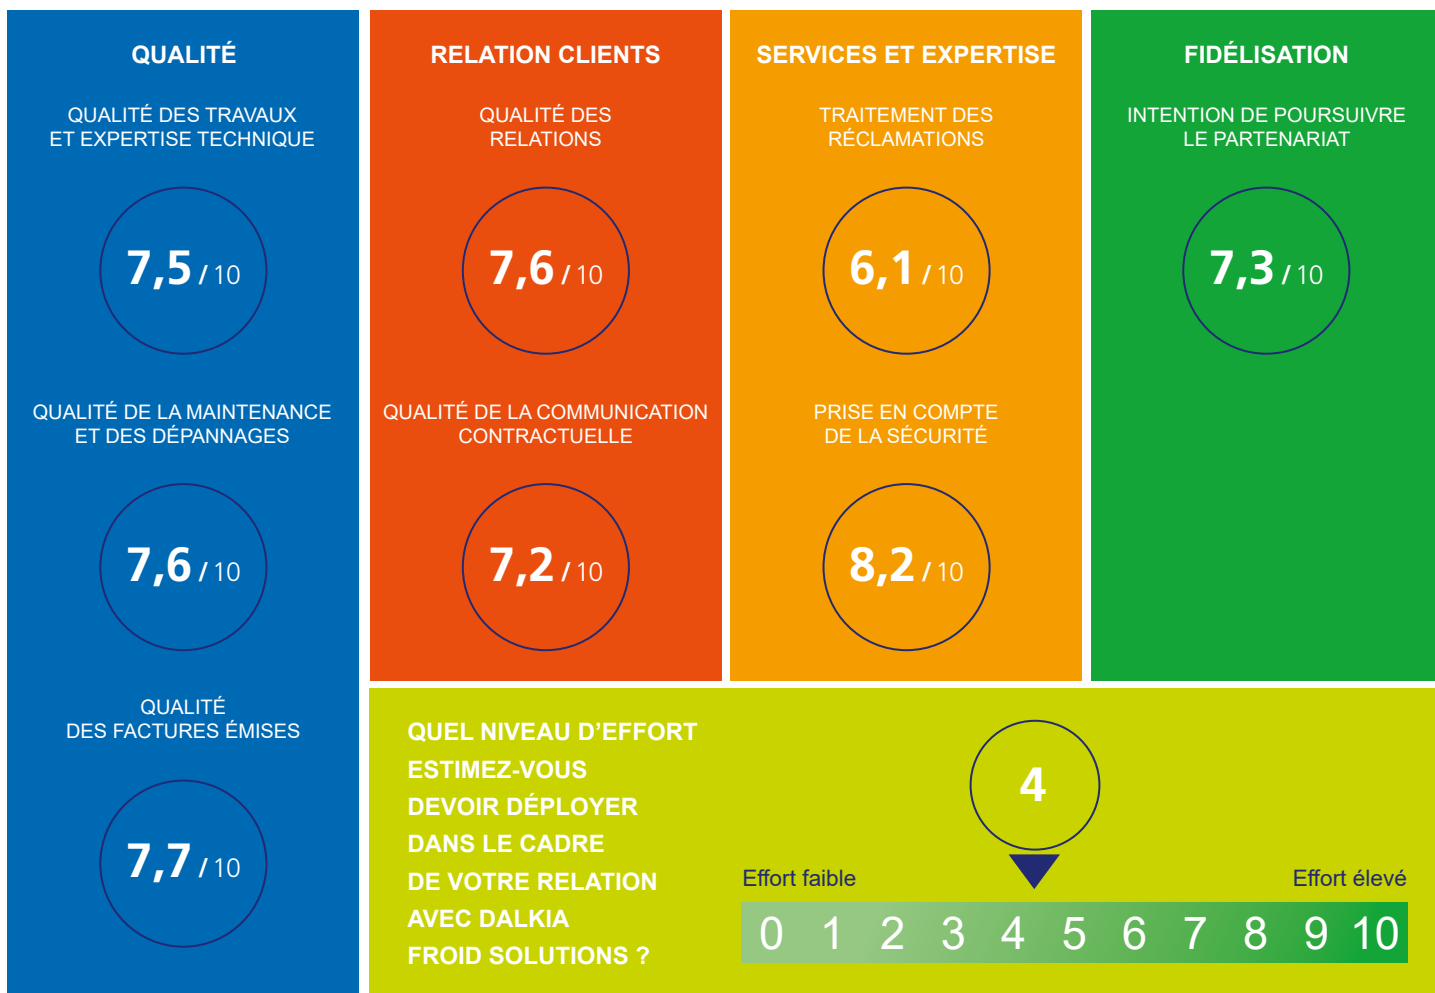 QUALITÉ
QUALITÉ DES TRAVAUX
ET EXPERTISE TECHNIQUE
7,5 / 10
QUALITÉ DE LA MAINTENANCE
ET DES DÉPANNAGES
7,6 / 10
QUALITÉ
DES FACTURES ÉMISES
7,7 / 10
RELATION CLIENTS
QUALITÉ DES
RELATIONS
7,6 / 10
QUALITÉ DE LA COMMUNICATION
CONTRACTUELLE
7,2 / 10
SERVICES ET EXPERTISE
TRAITEMENT DES
RÉCLAMATIONS
6,1 / 10
PRISE EN COMPTE
DE LA SÉCURITÉ
8,2 / 10
FIDÉLISATION
INTENTION DE POURSUIVRE
LE PARTENARIAT
7,3 / 10
QUEL NIVEAU D’EFFORT
ESTIMEZ-VOUS
DEVOIR DÉPLOYER
DANS LE CADRE
DE VOTRE RELATION
AVEC DALKIA
FROID SOLUTIONS ?
4
Effort faible Effort élevé
0 1 2 3 4 5 6 7 8 9 10